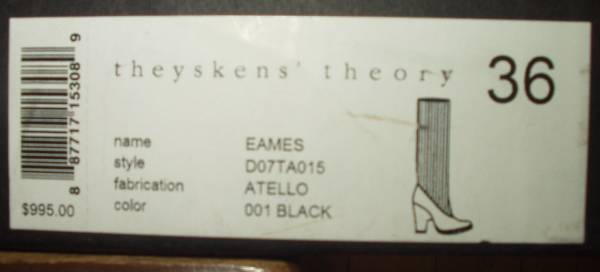 8 87717 15308 9
$995.00
theyskens' theory
36
name EAMES
style D07TA015
fabrication ATELLO
color 001 BLACK